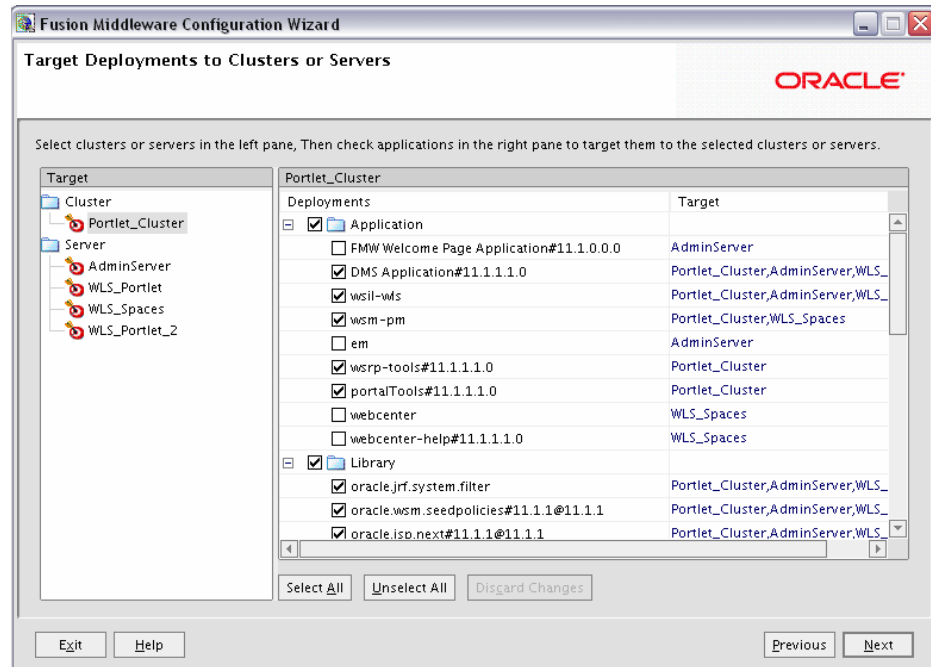 Fusion Middleware Configuration Wizard
Target Deployments to Clusters or Servers
ORACLE
Select clusters or servers in the left pane, Then check applications in the right pane to target them to the selected clusters or servers.
Target
Cluster
Portlet_Cluster
Server
AdminServer
WLS_Portlet
WLS_Spaces
WLS_Portlet_2
Portlet_Cluster
Deployments Target
Application
FMW Welcome Page Application#11.1.0.0.0 AdminServer
DMS Application#11.1.1.1.0 Portlet_Cluster,AdminServer,WLS_
wsil-wls Portlet_Cluster,AdminServer,WLS_
wsm-pm Portlet_Cluster,WLS_Spaces
em AdminServer
wsrp-tools#11.1.1.1.0 Portlet_Cluster
portalTools#11.1.1.1.0 Portlet_Cluster
webcenter WLS_Spaces
webcenter-help#11.1.1.1.0 WLS_Spaces
Library
oracle.jrf.system.filter Portlet_Cluster,AdminServer,WLS_
oracle.wsm.seedpolicies#11.1.1@11.1.1 Portlet_Cluster,AdminServer,WLS_
oracle.jsp.next#11.1.1@11.1.1 Portlet_Cluster,AdminServer,WLS_
Select All Unselect All Discard Changes
Exit Help Previous Next